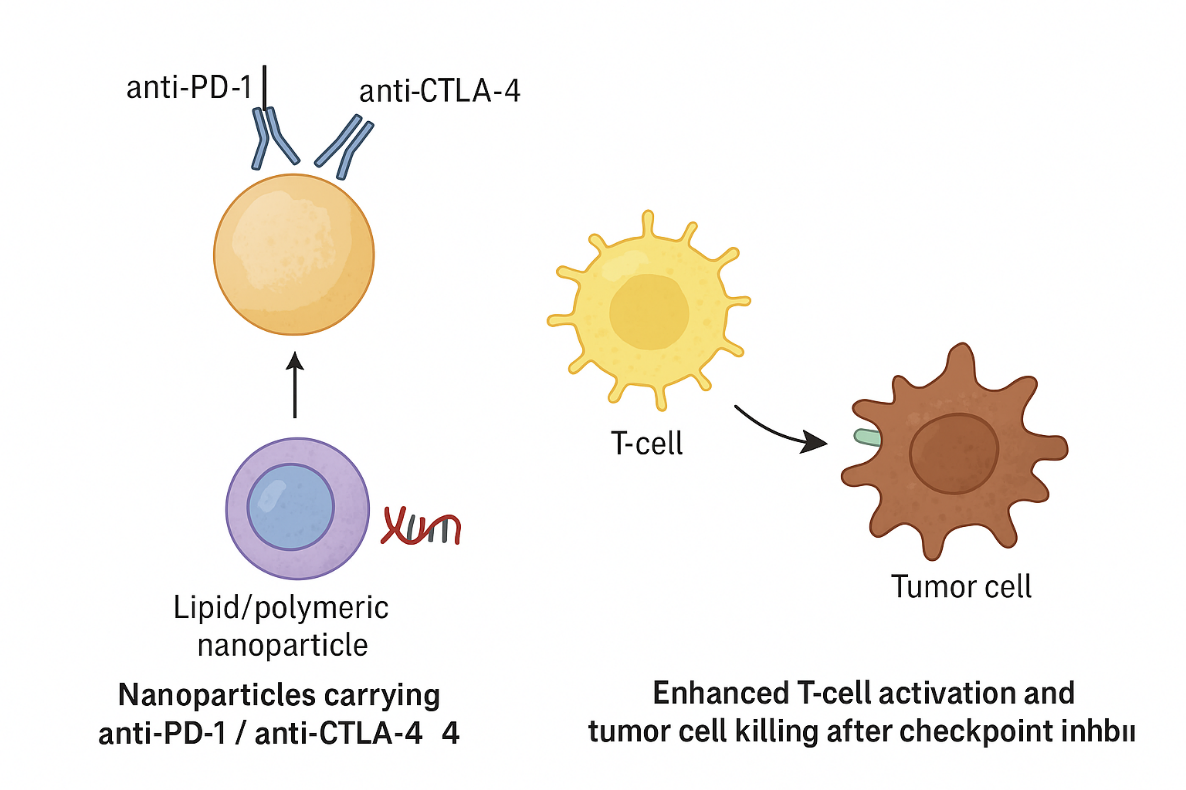 anti-PD-1
anti-CTLA-4
T-cell
Tumor cell
Lipid/polymeric
nanoparticle
Nanoparticles carrying
anti-PD-1 / anti-CTLA-4 4
Enhanced T-cell activation and
tumor cell killing after checkpoint